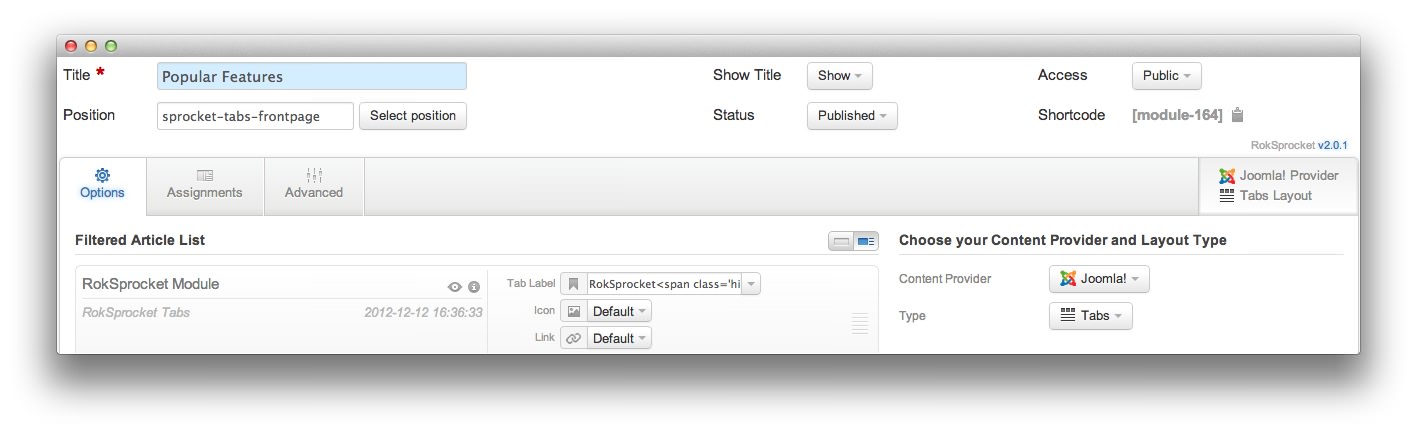 Title * Popular Features Show Title Show Access Public
Position sprocket-tabs-frontpage Select position Status Published Shortcode [module-164]
RokSprocket v2.0.1
Options Assignments Advanced
Joomla! Provider
Tabs Layout
Filtered Article List
RokSprocket Module
RokSprocket Tabs 2012-12-12 16:36:33
Tab Label RokSprocket<span class='hi
Icon Default
Link Default
Choose your Content Provider and Layout Type
Content Provider Joomla!
Type Tabs